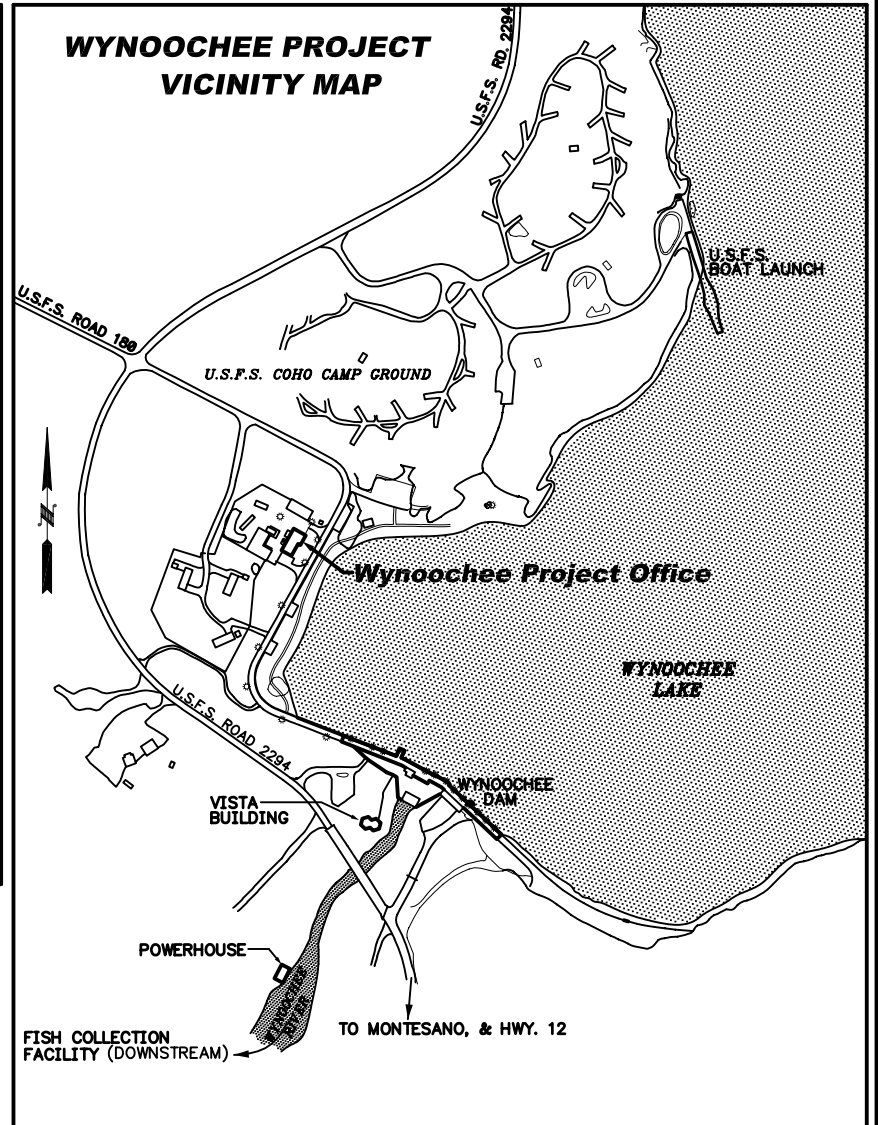 WYNOOCHEE PROJECT
VICINITY MAP
U.S.F.S. RD. 2294
U.S.F.S.
BOAT LAUNCH
U.S.F.S. ROAD 180
U.S.F.S. COHO CAMP GROUND
N
Wynoochee Project Office
WYNOOCHEE
LAKE
U.S.F.S. ROAD 2294
WYNOOCHEE
DAM
VISTA
BUILDING
POWERHOUSE
WYNOOCHEE
RIVER
TO MONTESANO, & HWY. 12
FISH COLLECTION
FACILITY (DOWNSTREAM)